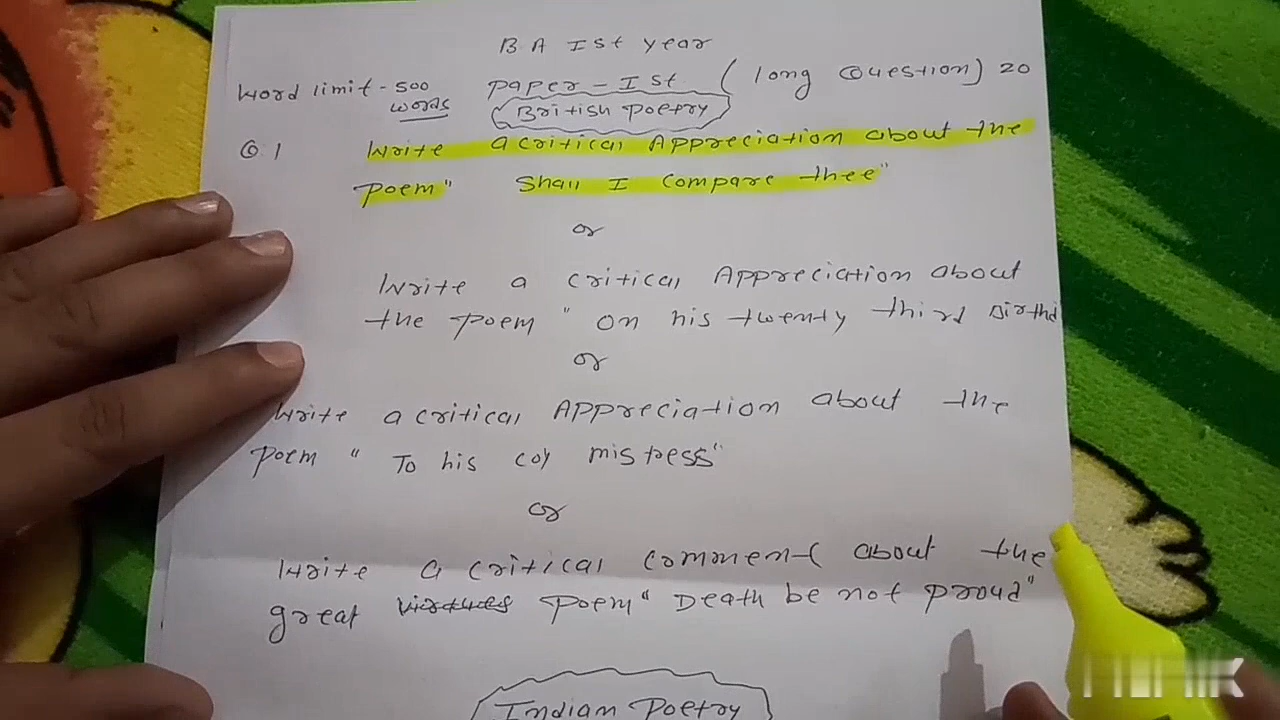 BA Ist year
Word limit - 500 words
paper - Ist (long Question) 20
British poetry
Q.1 Write a critical Appreciation about the
poem" Shall I compare thee"
or
Write a critical Appreciation about
the poem " on his twenty third Birthd
or
Write a critical Appreciation about the
poem " To his coy mistress"
or
Write a critical comment about the
great virtues poem" Death be not proud"
Indian Poetry